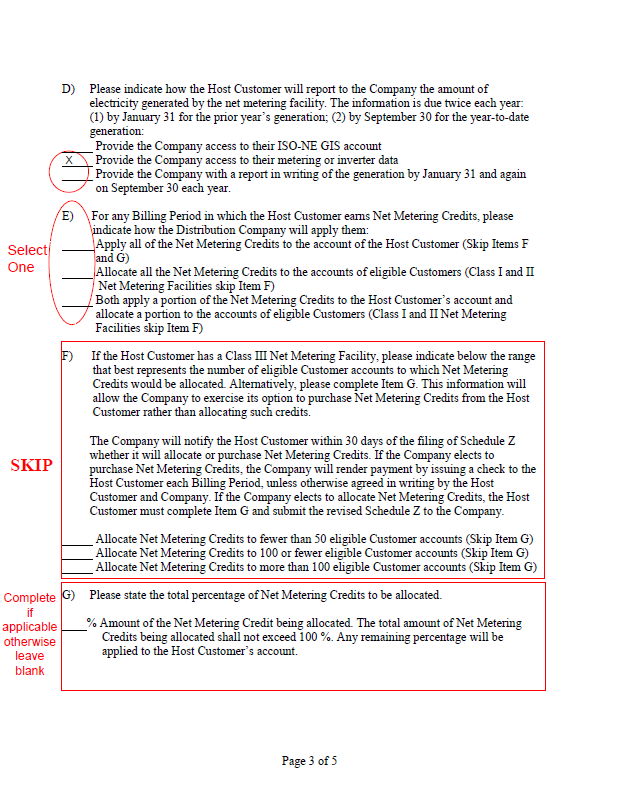 D) Please indicate how the Host Customer will report to the Company the amount of
electricity generated by the net metering facility. The information is due twice each year:
(1) by January 31 for the prior year's generation; (2) by September 30 for the year-to-date
generation:
_____ Provide the Company access to their ISO-NE GIS account
X Provide the Company access to their metering or inverter data
_____ Provide the Company with a report in writing of the generation by January 31 and again
on September 30 each year.
E) For any Billing Period in which the Host Customer earns Net Metering Credits, please
indicate how the Distribution Company will apply them:
Select
One
_____ Apply all of the Net Metering Credits to the account of the Host Customer (Skip Items F
and G)
_____ Allocate all the Net Metering Credits to the accounts of eligible Customers (Class I and II
Net Metering Facilities skip Item F)
_____ Both apply a portion of the Net Metering Credits to the Host Customer's account and
allocate a portion to the accounts of eligible Customers (Class I and II Net Metering
Facilities skip Item F)
F) If the Host Customer has a Class III Net Metering Facility, please indicate below the range
that best represents the number of eligible Customer accounts to which Net Metering
Credits would be allocated. Alternatively, please complete Item G. This information will
allow the Company to exercise its option to purchase Net Metering Credits from the Host
Customer rather than allocating such credits.
SKIP
The Company will notify the Host Customer within 30 days of the filing of Schedule Z
whether it will allocate or purchase Net Metering Credits. If the Company elects to
purchase Net Metering Credits, the Company will render payment by issuing a check to the
Host Customer each Billing Period, unless otherwise agreed in writing by the Host
Customer and Company. If the Company elects to allocate Net Metering Credits, the Host
Customer must complete Item G and submit the revised Schedule Z to the Company.
_____ Allocate Net Metering Credits to fewer than 50 eligible Customer accounts (Skip Item G)
_____ Allocate Net Metering Credits to 100 or fewer eligible Customer accounts (Skip Item G)
_____ Allocate Net Metering Credits to more than 100 eligible Customer accounts (Skip Item G)
Complete
if
applicable
otherwise
leave
blank
G) Please state the total percentage of Net Metering Credits to be allocated.
_____% Amount of the Net Metering Credit being allocated. The total amount of Net Metering
Credits being allocated shall not exceed 100 %. Any remaining percentage will be
applied to the Host Customer's account.
Page 3 of 5